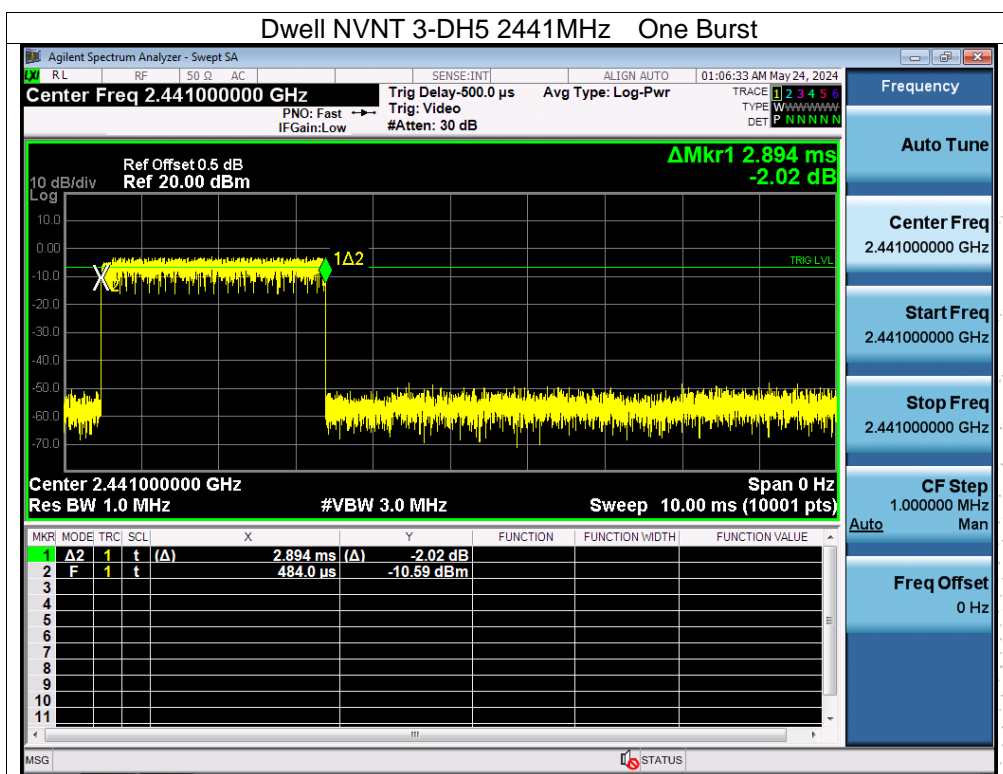 Dwell NVNT 3-DH5 2441MHz One Burst
Agilent Spectrum Analyzer - Swept SA
LXI RL RF 50 Ω AC SENSE:INT ALIGN AUTO 01:06:33 AM May 24, 2024
Center Freq 2.441000000 GHz Trig Delay-500.0 µs Avg Type: Log-Pwr TRACE 1 2 3 4 5 6
PNO: Fast Trig: Video TYPE WWWWWW
IFGain:Low #Atten: 30 dB DET P N N N N N
Frequency
Auto Tune
Center Freq
2.441000000 GHz
Start Freq
2.441000000 GHz
Stop Freq
2.441000000 GHz
CF Step
1.000000 MHz
Auto Man
Freq Offset
0 Hz
ΔMkr1 2.894 ms
-2.02 dB
Ref Offset 0.5 dB
10 dB/div Ref 20.00 dBm
Log
10.0
0.00
-10.0
-20.0
-30.0
-40.0
-50.0
-60.0
-70.0
1Δ2
2
TRIG LVL
Center 2.441000000 GHz Span 0 Hz
Res BW 1.0 MHz #VBW 3.0 MHz Sweep 10.00 ms (10001 pts)
MKR MODE TRC SCL X Y FUNCTION FUNCTION WIDTH FUNCTION VALUE
1 Δ2 1 t (Δ) 2.894 ms (Δ) -2.02 dB
2 F 1 t 484.0 µs -10.59 dBm
3
4
5
6
7
8
9
10
11
MSG STATUS